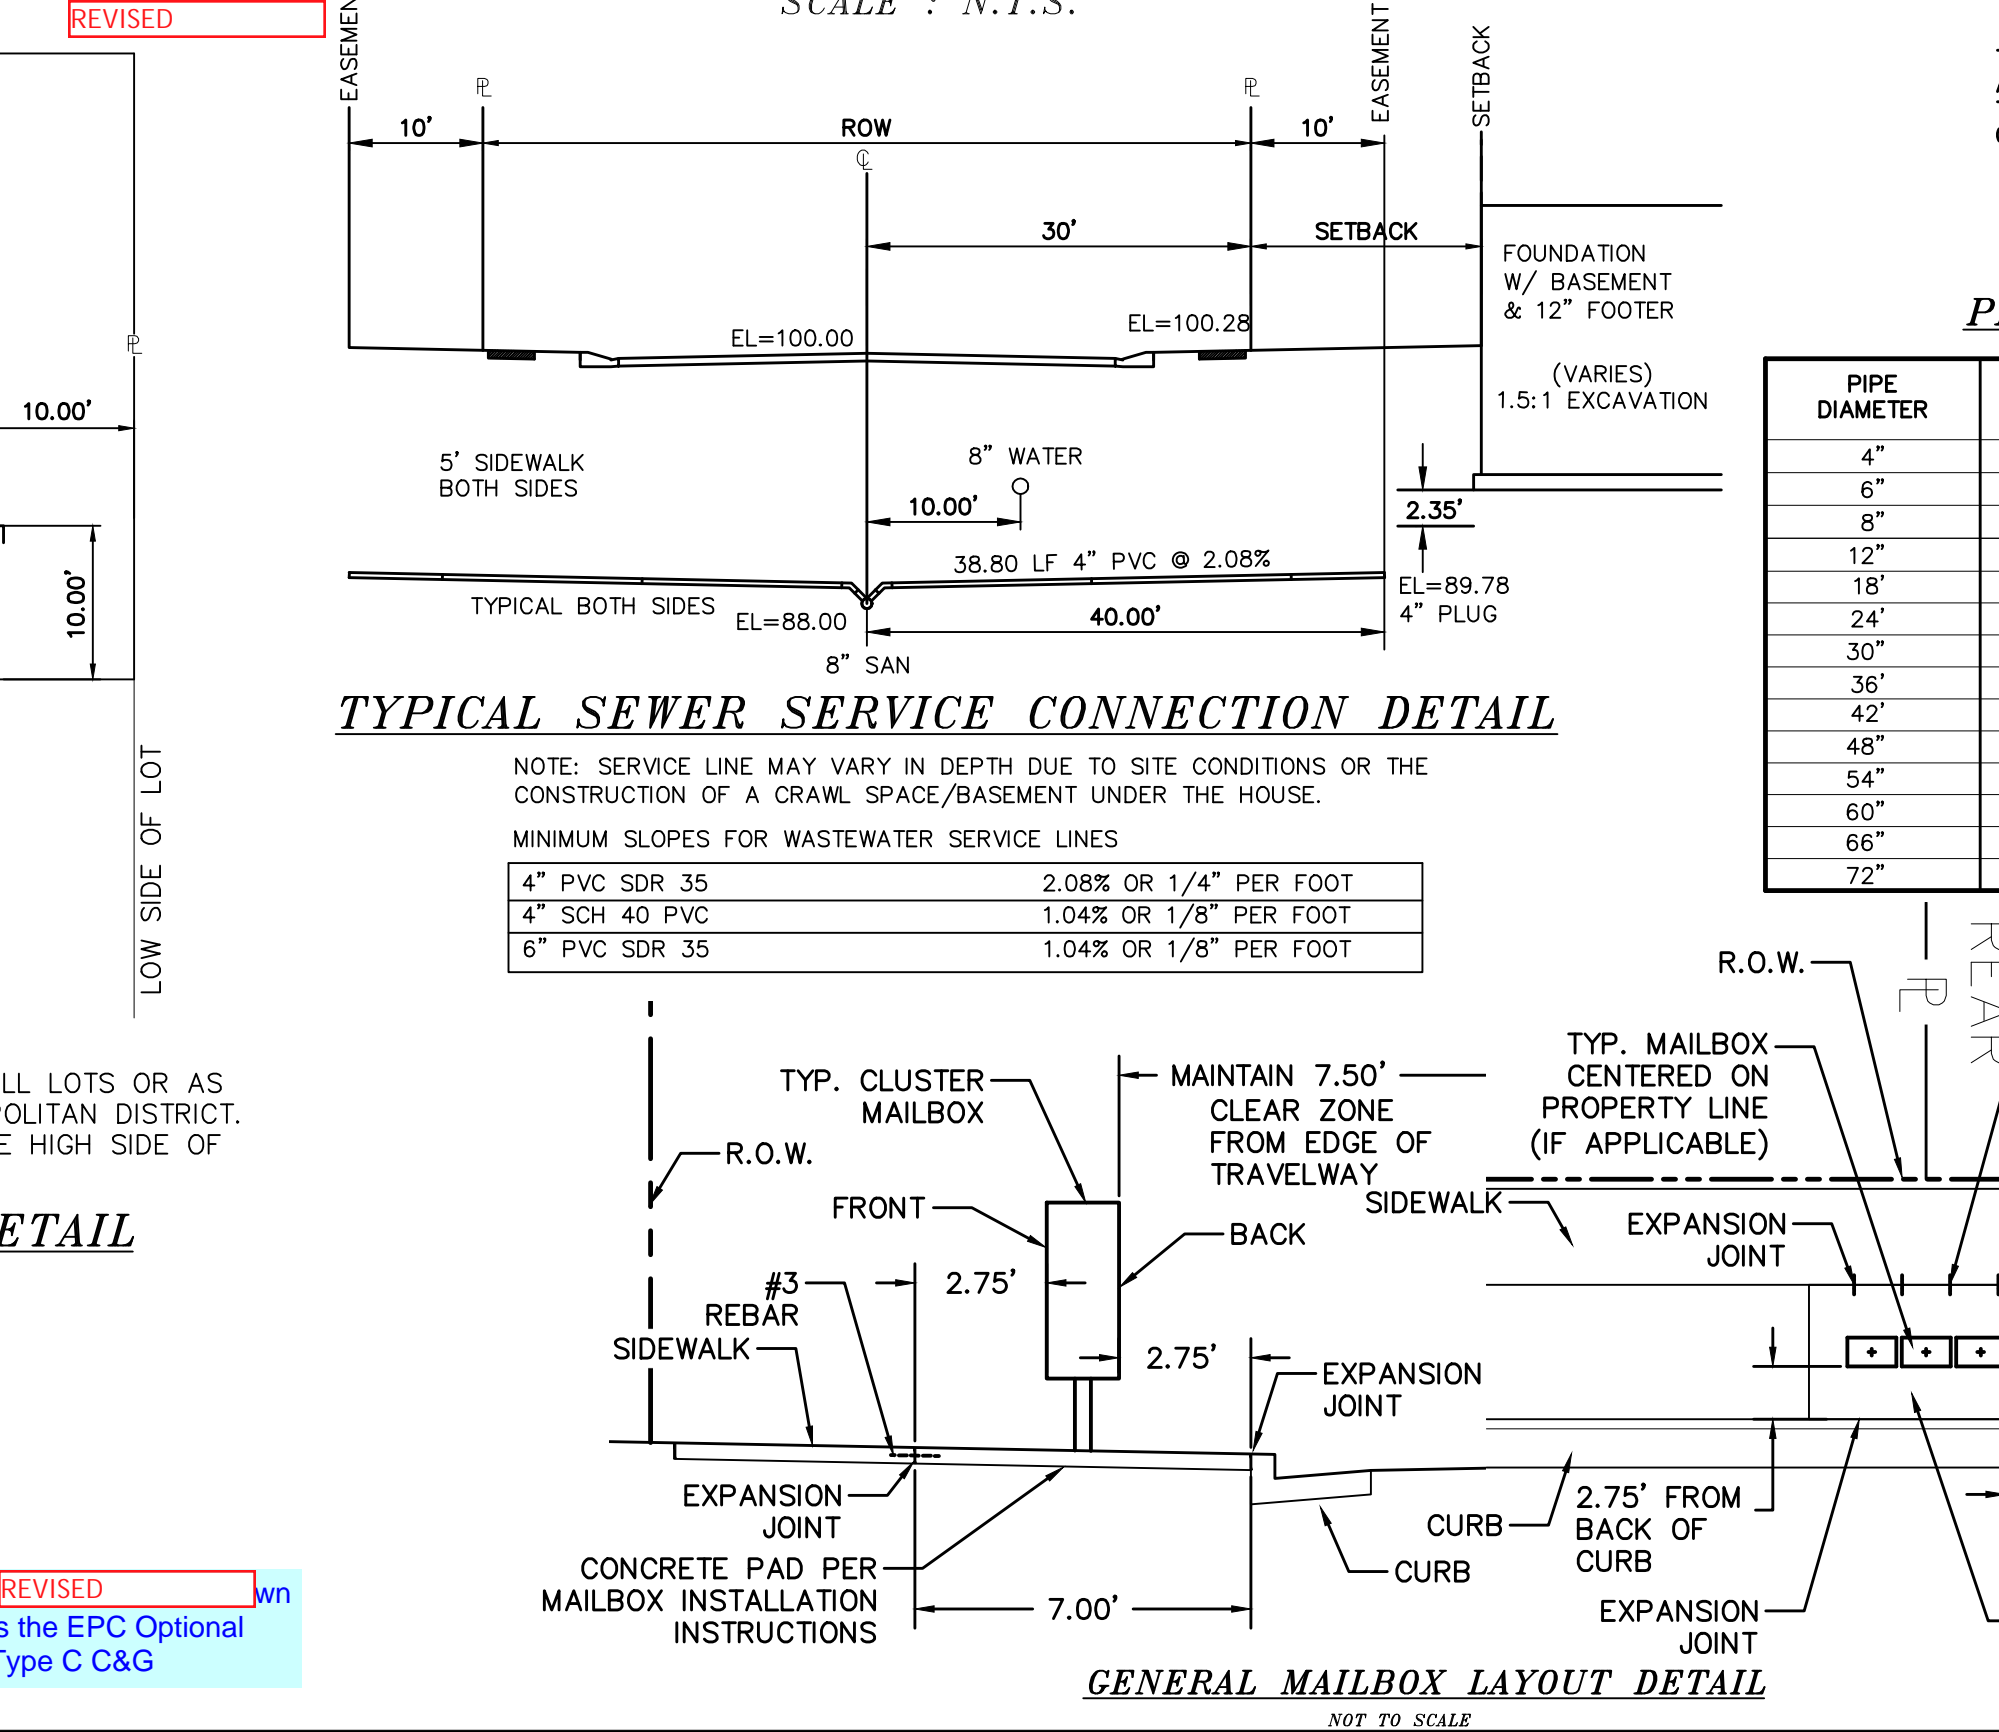 REVISED
SCALE : N.T.S.
EASEMENT
SETBACK
10'
ROW
10'
30'
SETBACK
FOUNDATION
W/ BASEMENT
& 12" FOOTER
(VARIES)
1.5:1 EXCAVATION
EL=100.00
EL=100.28
5' SIDEWALK
BOTH SIDES
8" WATER
10.00'
2.35'
38.80 LF 4" PVC @ 2.08%
TYPICAL BOTH SIDES
EL=88.00
40.00'
EL=89.78
4" PLUG
8" SAN
TYPICAL SEWER SERVICE CONNECTION DETAIL
NOTE: SERVICE LINE MAY VARY IN DEPTH DUE TO SITE CONDITIONS OR THE
CONSTRUCTION OF A CRAWL SPACE/BASEMENT UNDER THE HOUSE.
MINIMUM SLOPES FOR WASTEWATER SERVICE LINES
4" PVC SDR 35 2.08% OR 1/4" PER FOOT
4" SCH 40 PVC 1.04% OR 1/8" PER FOOT
6" PVC SDR 35 1.04% OR 1/8" PER FOOT
10.00'
10.00'
LOW SIDE OF LOT
LL LOTS OR AS
POLITAN DISTRICT.
E HIGH SIDE OF
ETAIL
REVISED
wn
s the EPC Optional
Type C C&G
PIPE
DIAMETER
4"
6"
8"
12"
18'
24'
30"
36'
42'
48"
54"
60"
66"
72"
REAR
PL
R.O.W.
TYP. MAILBOX
CENTERED ON
PROPERTY LINE
(IF APPLICABLE)
SIDEWALK
EXPANSION
JOINT
TYP. CLUSTER
MAILBOX
MAINTAIN 7.50'
CLEAR ZONE
FROM EDGE OF
TRAVELWAY
R.O.W.
FRONT
BACK
#3
REBAR
SIDEWALK
2.75'
2.75'
EXPANSION
JOINT
EXPANSION
JOINT
CONCRETE PAD PER
MAILBOX INSTALLATION
INSTRUCTIONS
7.00'
CURB
CURB
2.75' FROM
BACK OF
CURB
EXPANSION
JOINT
GENERAL MAILBOX LAYOUT DETAIL
NOT TO SCALE